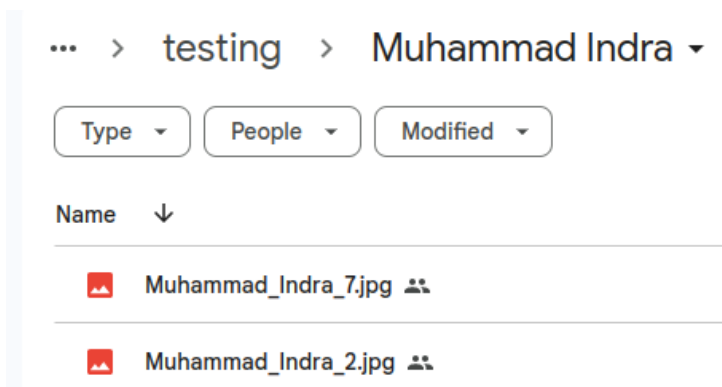 ... > testing > Muhammad Indra
Type People Modified
Name
Muhammad_Indra_7.jpg
Muhammad_Indra_2.jpg